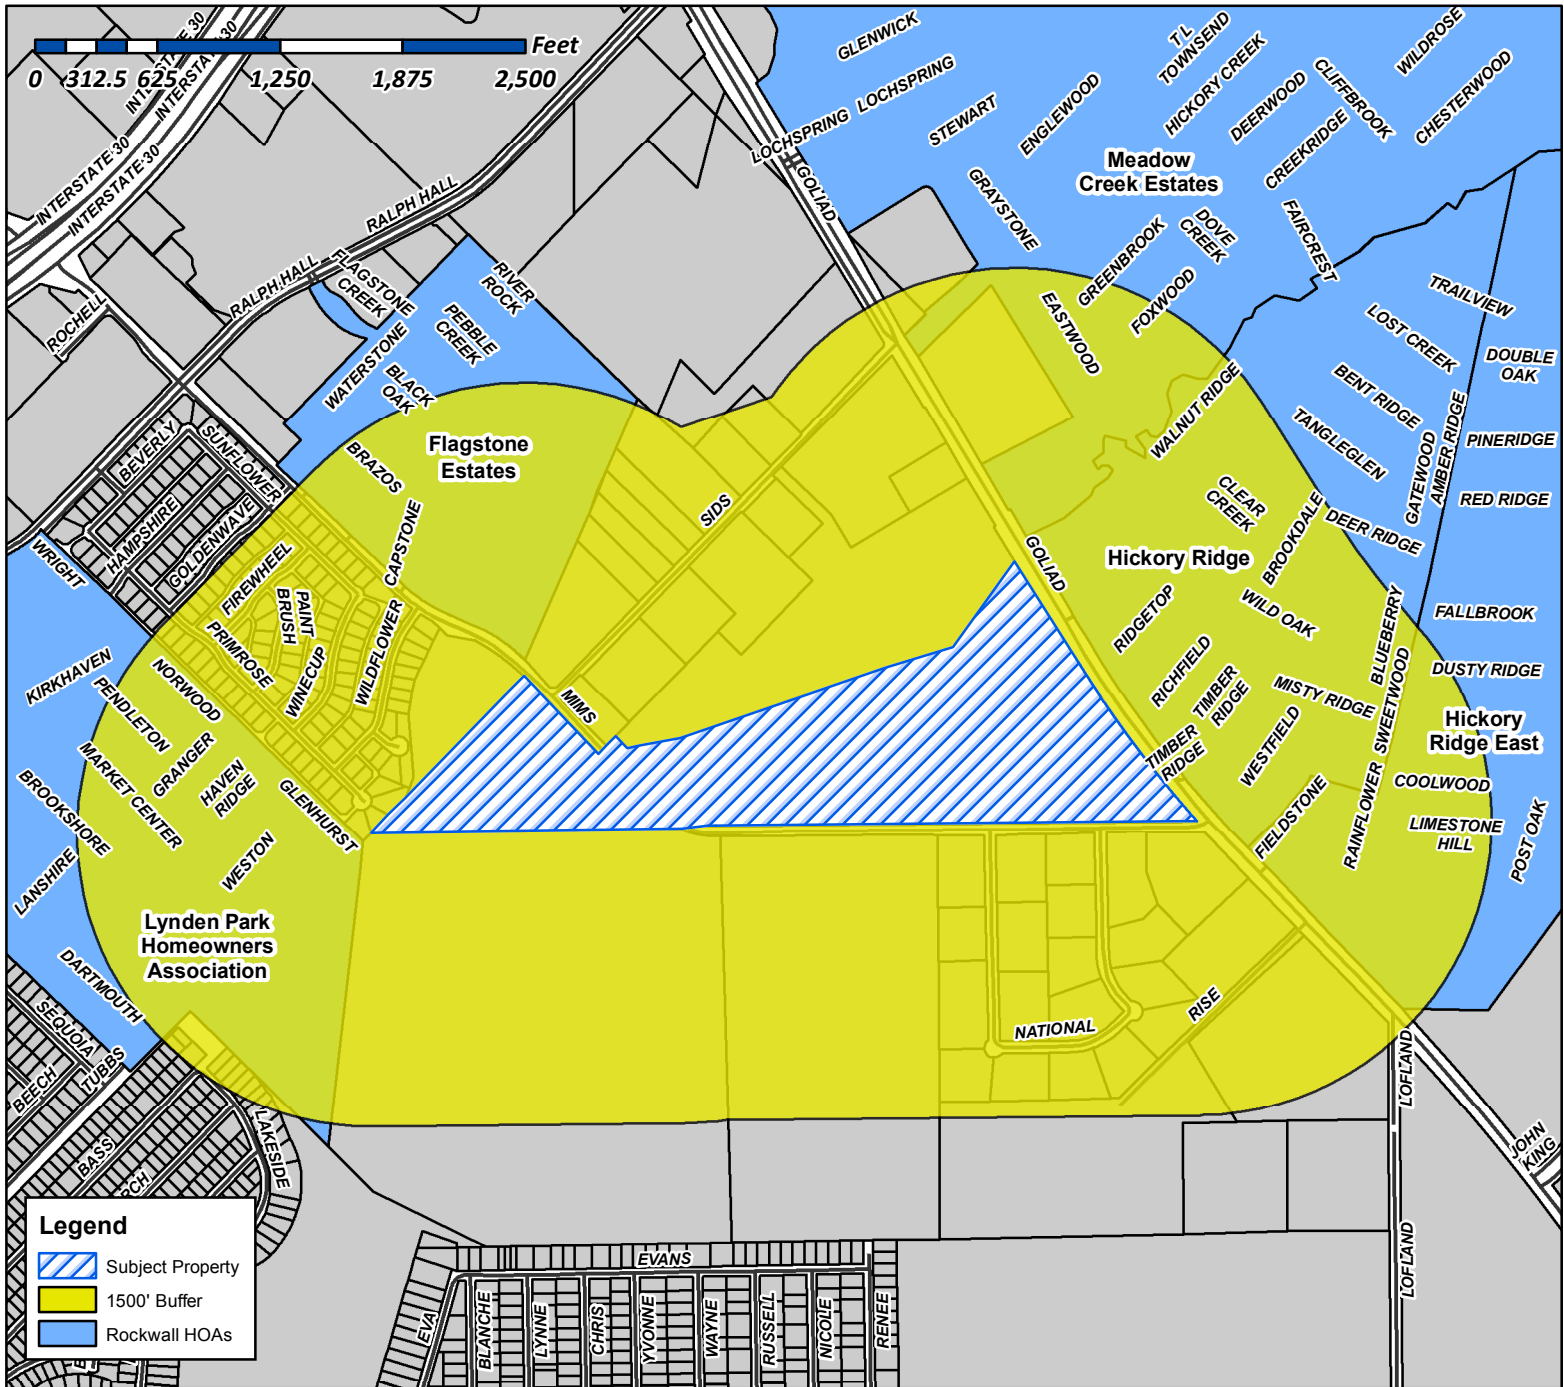 Feet
0 312.5 625 1,250 1,875 2,500
INTERSTATE 30
INTERSTATE 30
INTERSTATE 30
INTERSTATE 30
GLENWICK
T L
TOWNSEND
WILDROSE
LOCHSPRING
LOCHSPRING
STEWART
ENGLEWOOD
HICKORY CREEK
DEERWOOD
CLIFFBROOK
CHESTERWOOD
Meadow
Creek Estates
CREEKRIDGE
GOLIAD
GRAYSTONE
RALPH HALL
RALPH HALL
ROCHELL
FLAGSTONE
CREEK
RIVER
ROCK
PEBBLE
CREEK
WATERSTONE
BLACK
OAK
GREENBROOK
DOVE
CREEK
FAIRCREST
FOXWOOD
EASTWOOD
TRAILVIEW
LOST CREEK
DOUBLE
OAK
BENT RIDGE
WALNUT RIDGE
TANGLEGLEN
GATEWOOD
AMBER RIDGE
PINERIDGE
RED RIDGE
BEVERLY
SUNFLOWER
BRAZOS
Flagstone
Estates
HAMPSHIRE
GOLDENWAVE
CAPSTONE
SIDS
CLEAR
CREEK
BROOKDALE
DEER RIDGE
WRIGHT
FIREWHEEL
PAINT
BRUSH
PRIMROSE
WINECUP
WILDFLOWER
GOLIAD
Hickory Ridge
RIDGETOP
WILD OAK
BLUEBERRY
FALLBROOK
KIRKHAVEN
NORWOOD
PENDLETON
MIMS
RICHFIELD
TIMBER
RIDGE
MISTY RIDGE
SWEETWOOD
DUSTY RIDGE
Hickory
Ridge East
GRANGER
HAVEN
RIDGE
MARKET CENTER
GLENHURST
BROOKSHORE
TIMBER
RIDGE
WESTFIELD
COOLWOOD
FIELDSTONE
RAINFLOWER
LIMESTONE
HILL
POST OAK
LANSHIRE
WESTON
Lynden Park
Homeowners
Association
DARTMOUTH
NATIONAL
RISE
SEQUOIA
TUBBS
BEECH
BASS
LAKESIDE
LOFLAND
JOHN
KING
LOFLAND
Legend
Subject Property
1500' Buffer
Rockwall HOAs
EVANS
EVA
BLANCHE
LYNNE
CHRIS
YVONNE
WAYNE
RUSSELL
NICOLE
RENEE